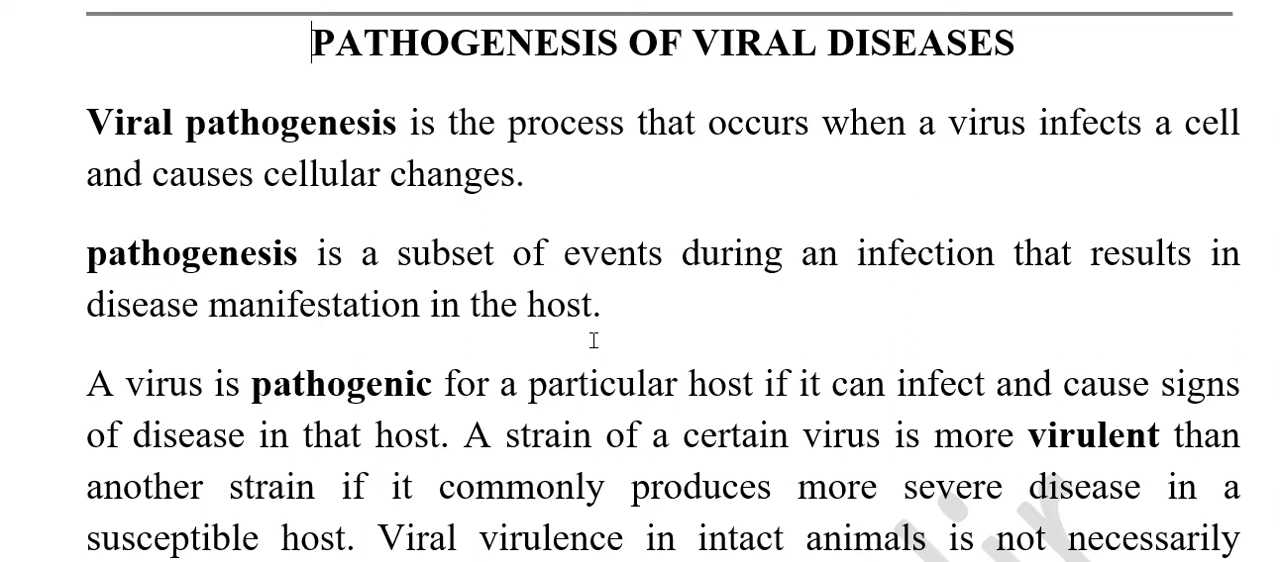 PATHOGENESIS OF VIRAL DISEASES
Viral pathogenesis is the process that occurs when a virus infects a cell
and causes cellular changes.
pathogenesis is a subset of events during an infection that results in
disease manifestation in the host.
A virus is pathogenic for a particular host if it can infect and cause signs
of disease in that host. A strain of a certain virus is more virulent than
another strain if it commonly produces more severe disease in a
susceptible host. Viral virulence in intact animals is not necessarily